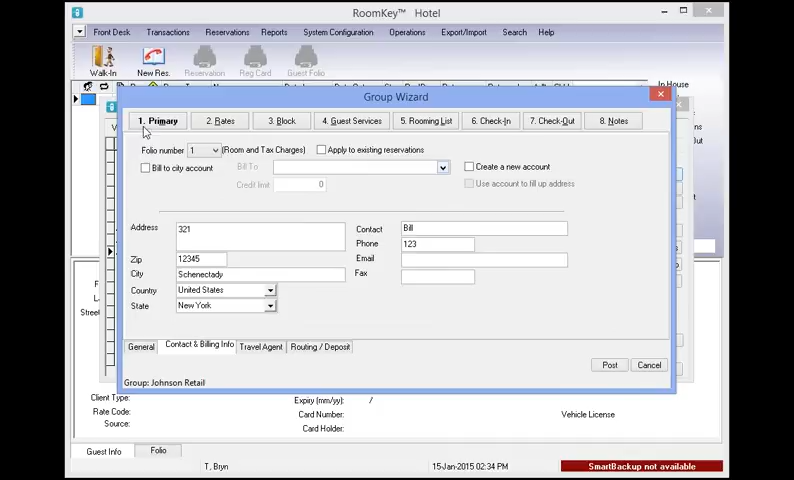 RoomKey™ Hotel
Front Desk Transactions Reservations Reports System Configuration Operations Export/Import Search Help
Walk-In New Res. Reservation Reg Card Guest Folio
In House
Group Wizard
1. Primary 2. Rates 3. Block 4. Guest Services 5. Rooming List 6. Check-In 7. Check-Out 8. Notes
Folio number 1 (Room and Tax Charges) Apply to existing reservations
Bill to city account Bill To Create a new account
Credit limit 0 Use account to fill up address
Address 321 Contact Bill
Phone 123
Zip 12345 Email
City Schenectady Fax
Country United States
State New York
General Contact & Billing Info Travel Agent Routing / Deposit
Post Cancel
Group: Johnson Retail
Client Type: Expiry (mm/yy): /
Rate Code: Card Number: Vehicle License
Source: Card Holder:
Guest Info Folio
T, Bryn 15-Jan-2015 02:34 PM SmartBackup not available